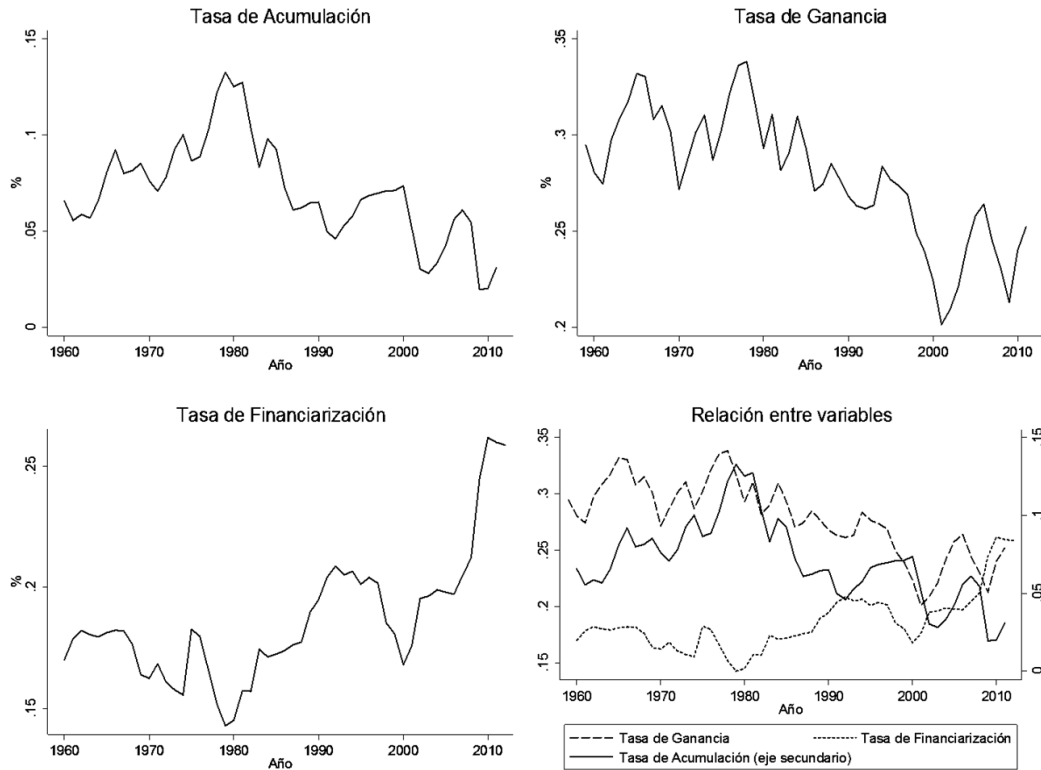 Tasa de Acumulación
.15
.1
.05
0
%
1960 1970 1980 1990 2000 2010
Año
Tasa de Ganancia
.35
.3
.25
.2
%
1960 1970 1980 1990 2000 2010
Año
Tasa de Financiarización
.25
.2
.15
%
1960 1970 1980 1990 2000 2010
Año
Relación entre variables
.35
.3
.25
.2
.15
.15
.1
.05
0
1960 1970 1980 1990 2000 2010
Año
Tasa de Ganancia
Tasa de Financiarización
Tasa de Acumulación (eje secundario)